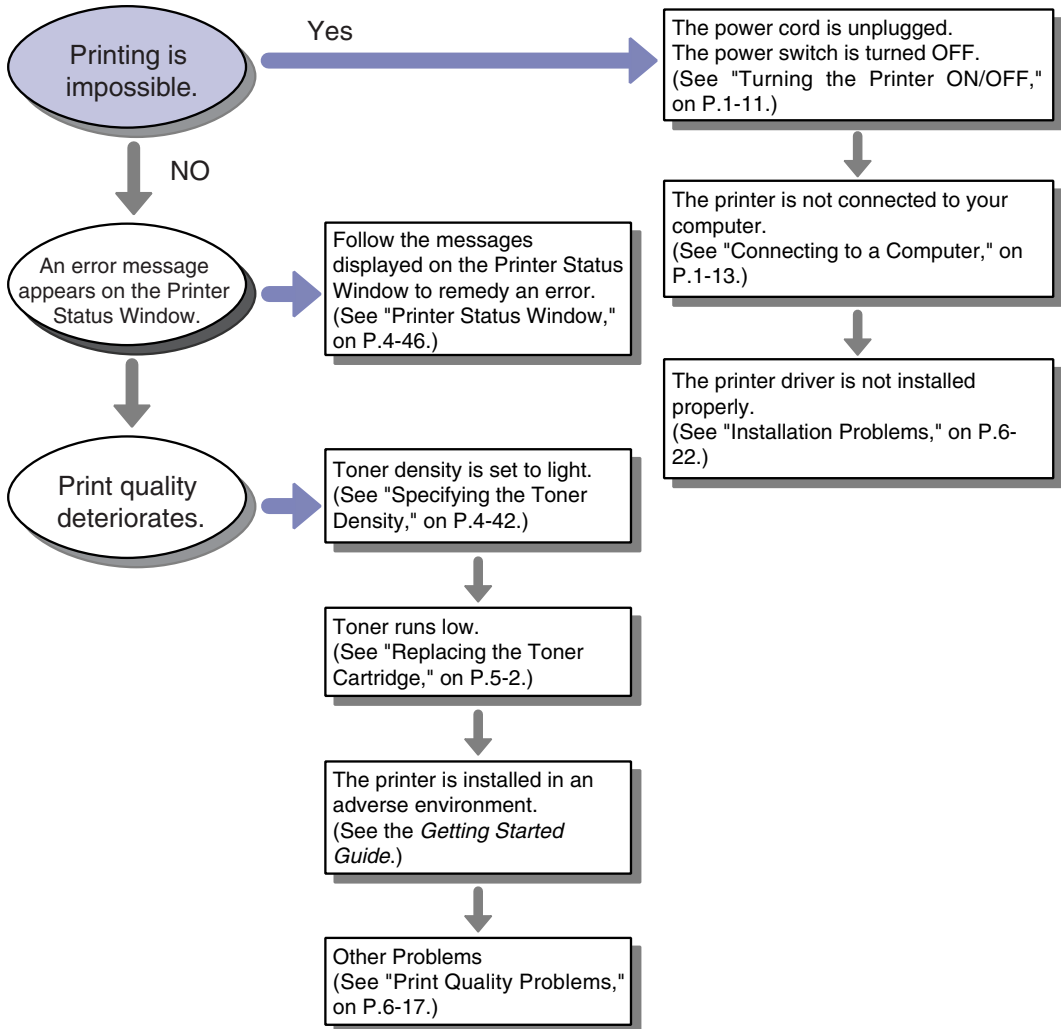 Printing is
impossible.
Yes
The power cord is unplugged.
The power switch is turned OFF.
(See "Turning the Printer ON/OFF,"
on P.1-11.)
NO
The printer is not connected to your
computer.
(See "Connecting to a Computer," on
P.1-13.)
An error message
appears on the Printer
Status Window.
Follow the messages
displayed on the Printer Status
Window to remedy an error.
(See "Printer Status Window,"
on P.4-46.)
The printer driver is not installed
properly.
(See "Installation Problems," on P.6-
22.)
Print quality
deteriorates.
Toner density is set to light.
(See "Specifying the Toner
Density," on P.4-42.)
Toner runs low.
(See "Replacing the Toner
Cartridge," on P.5-2.)
The printer is installed in an
adverse environment.
(See the Getting Started
Guide.)
Other Problems
(See "Print Quality Problems,"
on P.6-17.)